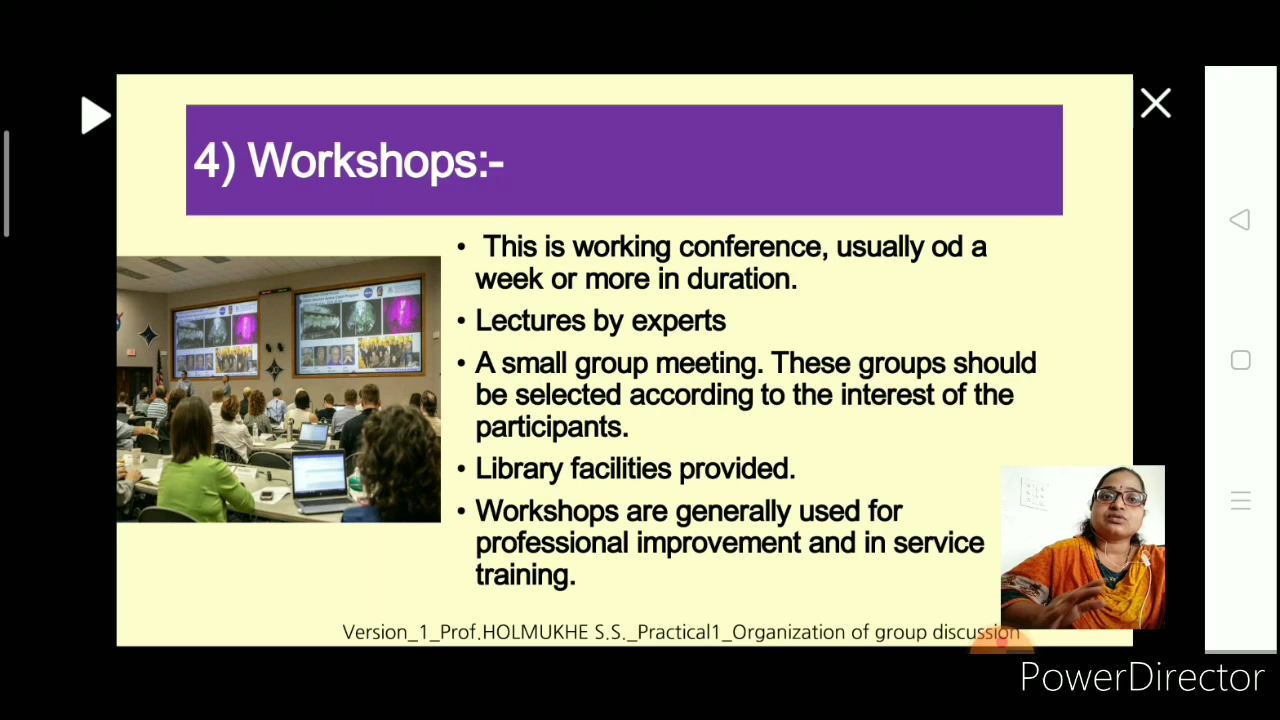 4) Workshops:-
• This is working conference, usually od a
week or more in duration.
• Lectures by experts
• A small group meeting. These groups should
be selected according to the interest of the
participants.
• Library facilities provided.
• Workshops are generally used for
professional improvement and in service
training.
Version_1_Prof.HOLMUKHE S.S._Practical1_Organization of group discussion
PowerDirector